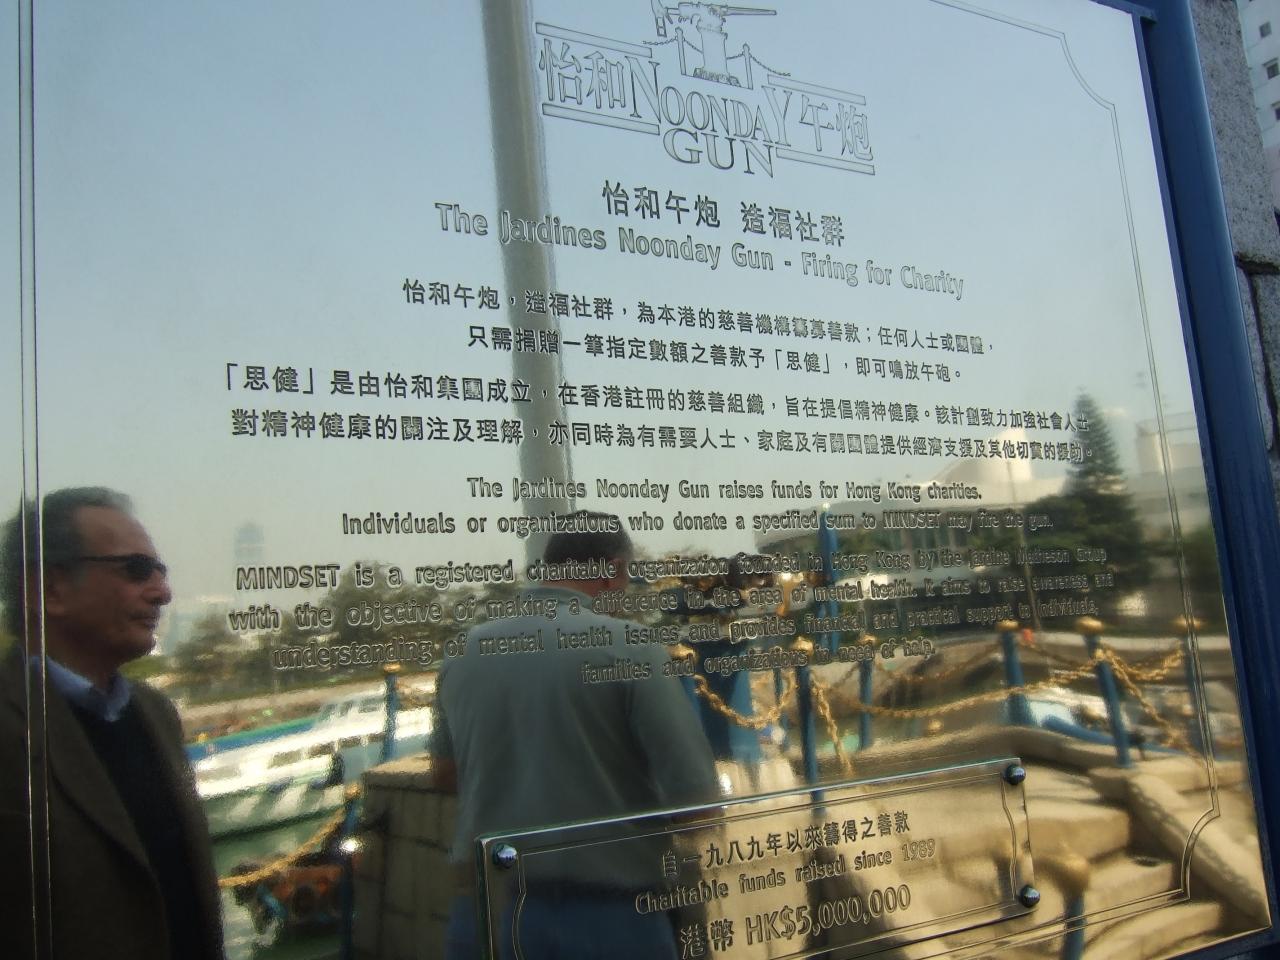 怡和 NOONDAY 午炮
GUN
怡和午炮 造福社群
The Jardines Noonday Gun - Firing for Charity
怡和午炮，造福社群，為本港的慈善機構籌募善款；任何人士或團體，
只需捐贈一筆指定數額之善款予「思健」，即可鳴放午砲。
「思健」是由怡和集團成立，在香港註冊的慈善組織，旨在提倡精神健康。該計劃致力加強社會人士
對精神健康的關注及理解，亦同時為有需要人士、家庭及有關團體提供經濟支援及其他切實的援助。
The Jardines Noonday Gun raises funds for Hong Kong charities.
Individuals or organizations who donate a specified sum to MINDSET may fire the gun.
MINDSET is a registered charitable organization founded in Hong Kong by the Jardine Matheson Group
with the objective of making a difference in the area of mental health. It aims to raise awareness and
understanding of mental health issues and provides financial and practical support to individuals,
families and organizations in need of help.
自一九八九年以來籌得之善款
Charitable funds raised since 1989
港幣 HK$5,000,000